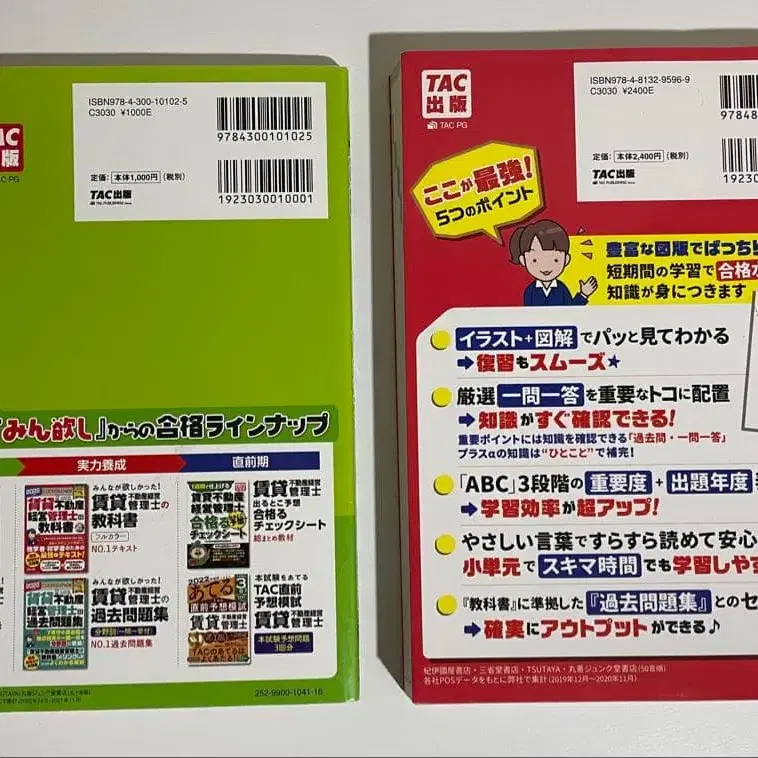 TAC
出版
TAC PG
ISBN978-4-300-10102-5
C3030 ¥1000E
9784300101025
定価：本体1,000円（税別）
TAC出版
TAC PUBLISHING Group
1923030010001
『みん欲し』からの合格ラインナップ
実力養成
直前期
みんなが欲しかった!
賃貸不動産経営管理士の
教科書
フルカラー
NO.1テキスト
賃貸不動産経営管理士
出るとこ予想
合格る
チェックシート
総まとめ教材
みんなが欲しかった!
賃貸不動産経営管理士の
過去問題集
分野別（一問一答付）
NO.1過去問題集
本試験をあてる
TAC直前
予想模試
賃貸不動産経営管理士
本試験予想問題
3回分
252-9900-1041-16
TAC
出版
TAC PG
ISBN978-4-8132-9596-9
C3030 ¥2400E
定価：本体2,400円（税別）
TAC出版
ここが最強!
5つのポイント
豊富な図版でばっちり
短期間の学習で合格
知識が身につきます
イラスト+図解でパッと見てわかる
➡復習もスムーズ★
厳選一問一答を重要なトコに配置
➡知識がすぐ確認できる!
重要ポイントには知識を確認できる「過去問・一問一答」
プラスαの知識は“ひとこと”で補完!
「ABC」3段階の重要度+出題年度
➡学習効率が超アップ!
やさしい言葉ですらすら読めて安心
小単元でスキマ時間でも学習しやす
『教科書』に準拠した『過去問題集』とのセ
➡確実にアウトプットができる♪
紀伊國屋書店・三省堂書店・TSUTAYA・丸善ジュンク堂書店（50音順）
各社POSデータをもとに弊社で集計（2019年12月～2020年11月）